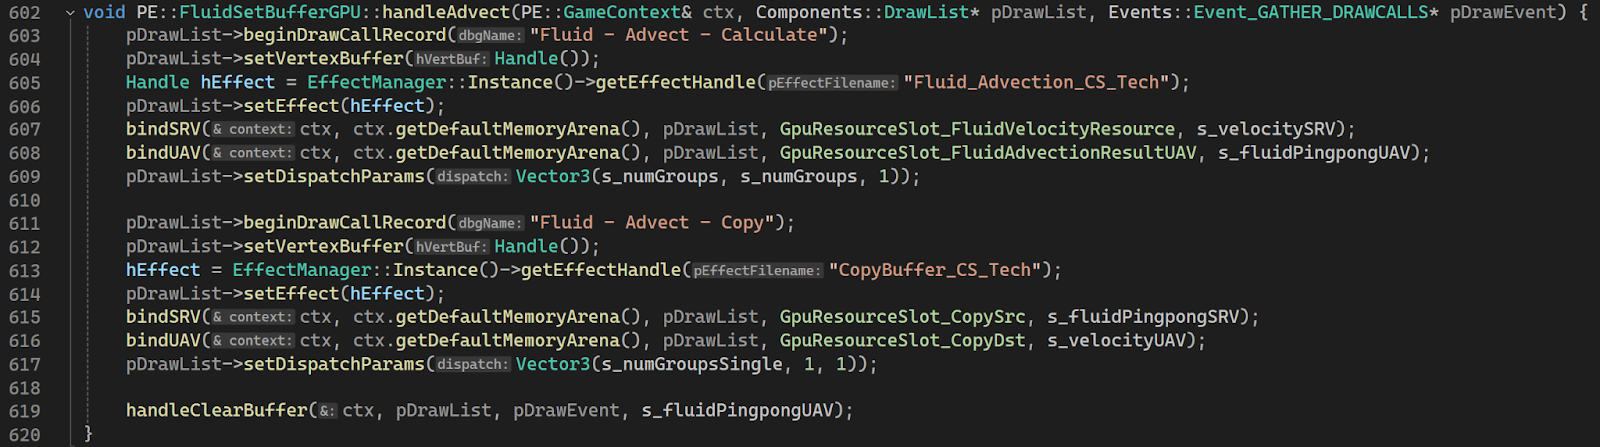 602 void PE::FluidSetBufferGPU::handleAdvect(PE::GameContext& ctx, Components::DrawList* pDrawList, Events::Event_GATHER_DRAWCALLS* pDrawEvent) {
603 pDrawList->beginDrawCallRecord(dbgName: "Fluid - Advect - Calculate");
604 pDrawList->setVertexBuffer(hVertBuf: Handle());
605 Handle hEffect = EffectManager::Instance()->getEffectHandle(pEffectFilename: "Fluid_Advection_CS_Tech");
606 pDrawList->setEffect(hEffect);
607 bindSRV(& context: ctx, ctx.getDefaultMemoryArena(), pDrawList, GpuResourceSlot_FluidVelocityResource, s_velocitySRV);
608 bindUAV(& context: ctx, ctx.getDefaultMemoryArena(), pDrawList, GpuResourceSlot_FluidAdvectionResultUAV, s_fluidPingpongUAV);
609 pDrawList->setDispatchParams(dispatch: Vector3(s_numGroups, s_numGroups, 1));
610
611 pDrawList->beginDrawCallRecord(dbgName: "Fluid - Advect - Copy");
612 pDrawList->setVertexBuffer(hVertBuf: Handle());
613 hEffect = EffectManager::Instance()->getEffectHandle(pEffectFilename: "CopyBuffer_CS_Tech");
614 pDrawList->setEffect(hEffect);
615 bindSRV(& context: ctx, ctx.getDefaultMemoryArena(), pDrawList, GpuResourceSlot_CopySrc, s_fluidPingpongSRV);
616 bindUAV(& context: ctx, ctx.getDefaultMemoryArena(), pDrawList, GpuResourceSlot_CopyDst, s_velocityUAV);
617 pDrawList->setDispatchParams(dispatch: Vector3(s_numGroupsSingle, 1, 1));
618
619 handleClearBuffer(&: ctx, pDrawList, pDrawEvent, s_fluidPingpongUAV);
620 }